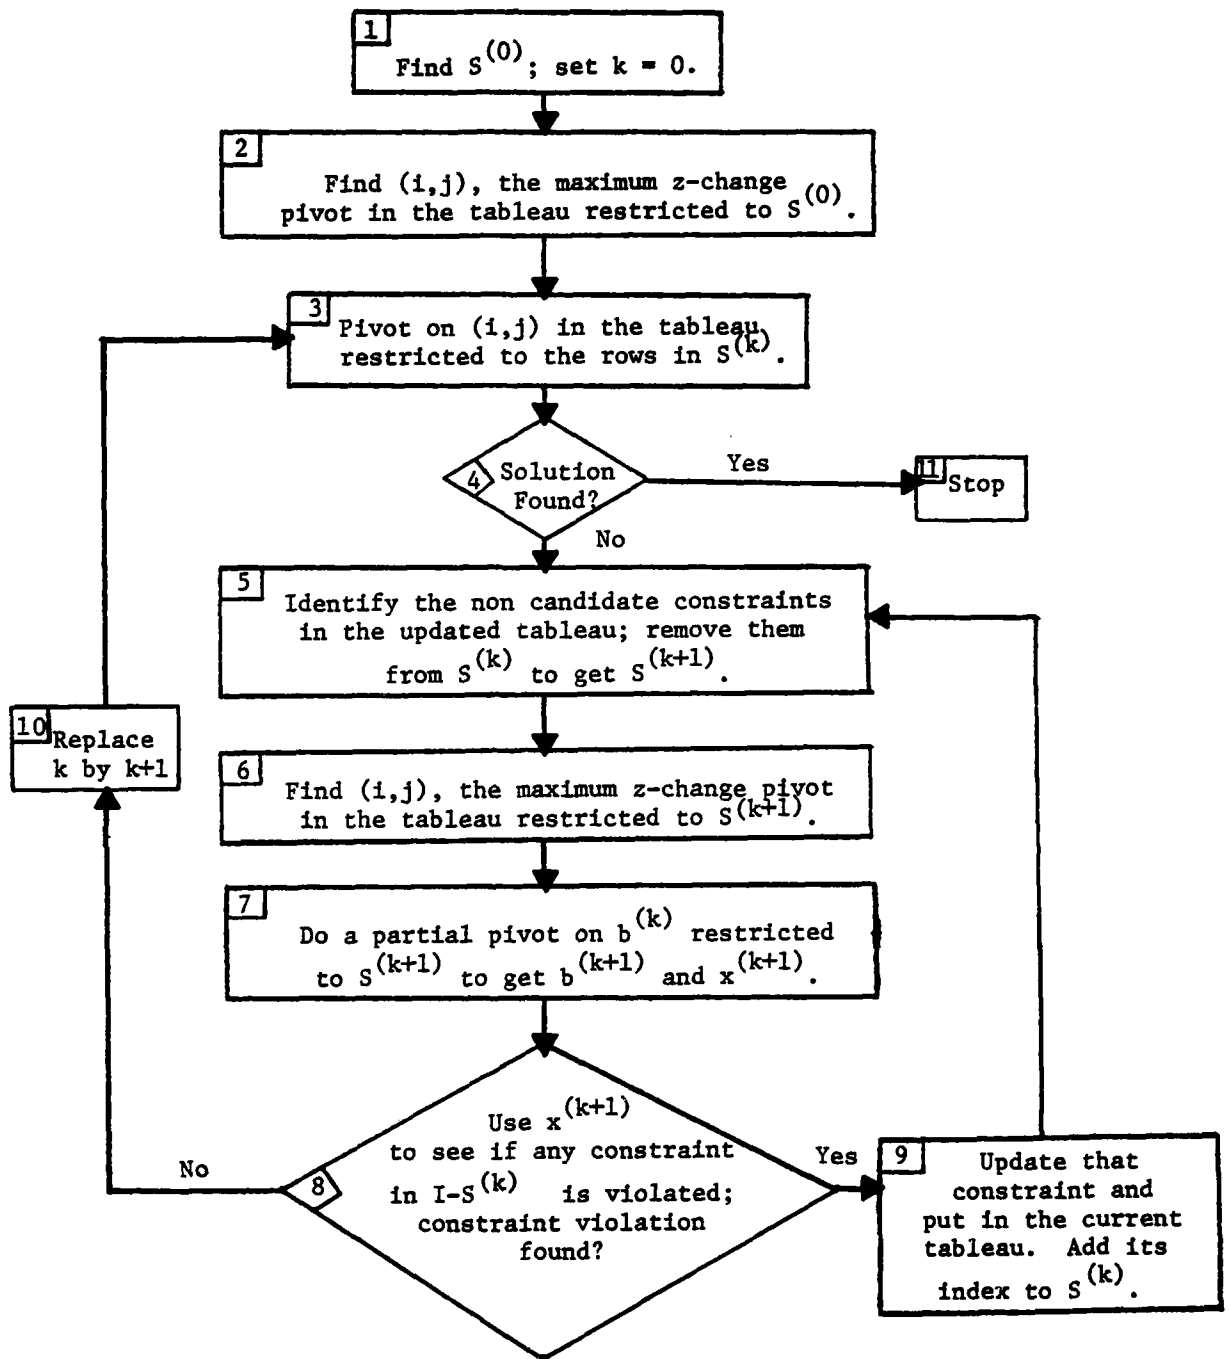 1
Find S^(0); set k = 0.
2
Find (i,j), the maximum z-change
pivot in the tableau restricted to S^(0).
3
Pivot on (i,j) in the tableau
restricted to the rows in S^(k).
4
Solution
Found?
Yes
11
Stop
No
5
Identify the non candidate constraints
in the updated tableau; remove them
from S^(k) to get S^(k+1).
10
Replace
k by k+1
6
Find (i,j), the maximum z-change pivot
in the tableau restricted to S^(k+1).
7
Do a partial pivot on b^(k) restricted
to S^(k+1) to get b^(k+1) and x^(k+1).
8
Use x^(k+1)
to see if any constraint
in I-S^(k) is violated;
constraint violation
found?
No
Yes
9
Update that
constraint and
put in the current
tableau. Add its
index to S^(k).